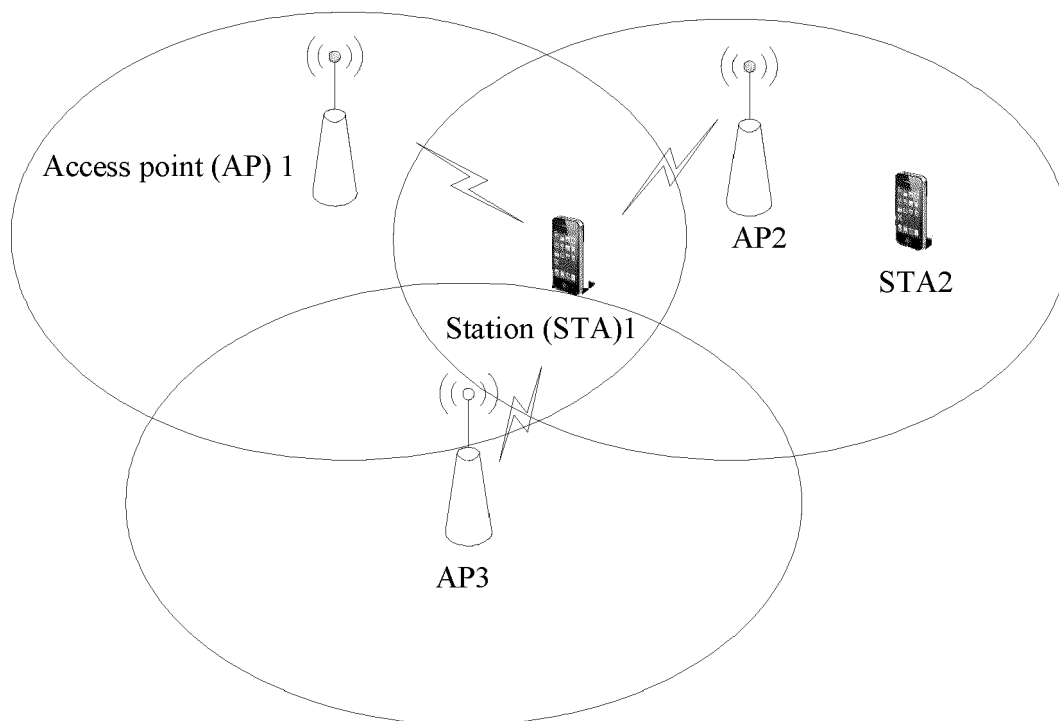 Access point (AP) 1
AP2
STA2
Station (STA)1
AP3